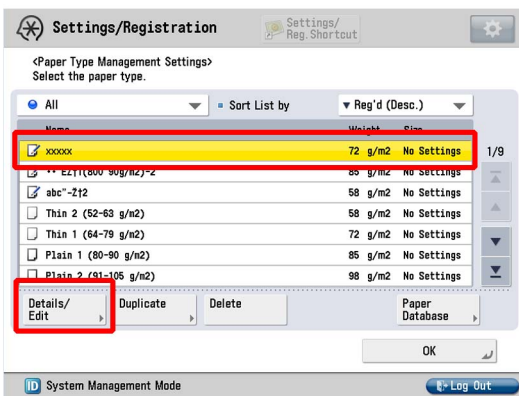 Settings/Registration
Settings/
Reg.Shortcut
<Paper Type Management Settings>
Select the paper type.
All
Sort List by
▼ Reg'd (Desc.)
Name Weight Size
xxxxx 72 g/m2 No Settings
1/9
85 g/m2 No Settings
abc"-Z†2 58 g/m2 No Settings
Thin 2 (52-63 g/m2) 58 g/m2 No Settings
Thin 1 (64-79 g/m2) 72 g/m2 No Settings
Plain 1 (80-90 g/m2) 85 g/m2 No Settings
Plain 2 (91-105 g/m2) 98 g/m2 No Settings
Details/
Edit
Duplicate
Delete
Paper
Database
OK
ID System Management Mode
Log Out